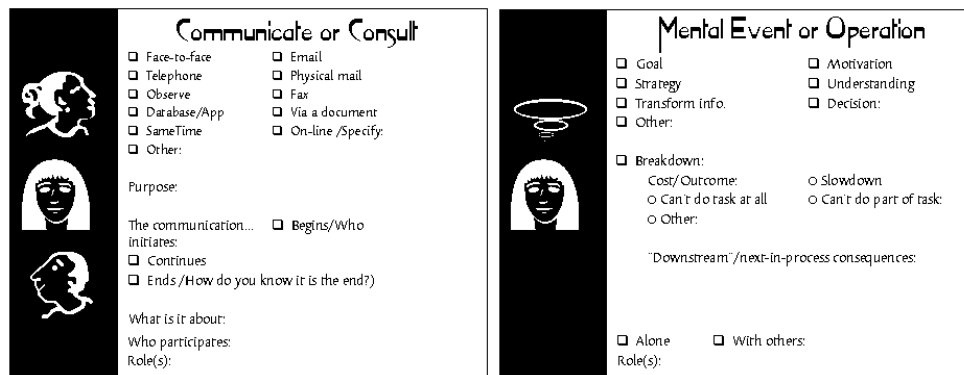 Communicate or Consult
❑ Face-to-face ❑ Email
❑ Telephone ❑ Physical mail
❑ Observe ❑ Fax
❑ Database/App ❑ Via a document
❑ SameTime ❑ On-line /Specify:
❑ Other:
Purpose:
The communication... ❑ Begins/Who
initiates:
❑ Continues
❑ Ends /How do you know it is the end?)
What is it about:
Who participates:
Role(s):
Mental Event or Operation
❑ Goal ❑ Motivation
❑ Strategy ❑ Understanding
❑ Transform info. ❑ Decision:
❑ Other:
❑ Breakdown:
Cost/Outcome: ○ Slowdown
○ Can't do task at all ○ Can't do part of task:
○ Other:
"Downstream"/next-in-process consequences:
❑ Alone ❑ With others:
Role(s):